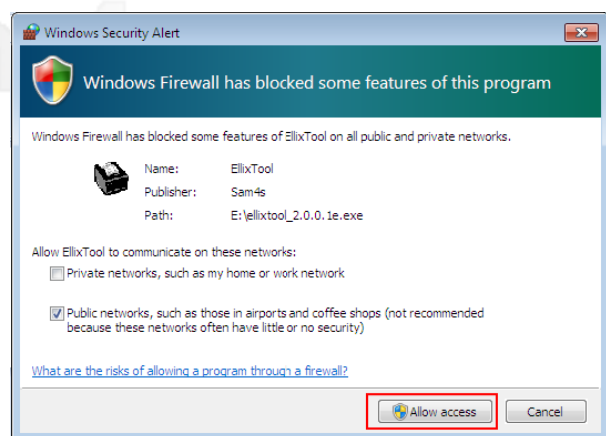 Windows Security Alert
Windows Firewall has blocked some features of this program
Windows Firewall has blocked some features of EllixTool on all public and private networks.
Name: EllixTool
Publisher: Sam4s
Path: E:\ellixtool_2.0.0.1e.exe
Allow EllixTool to communicate on these networks:
Private networks, such as my home or work network
Public networks, such as those in airports and coffee shops (not recommended
because these networks often have little or no security)
What are the risks of allowing a program through a firewall?
Allow access Cancel